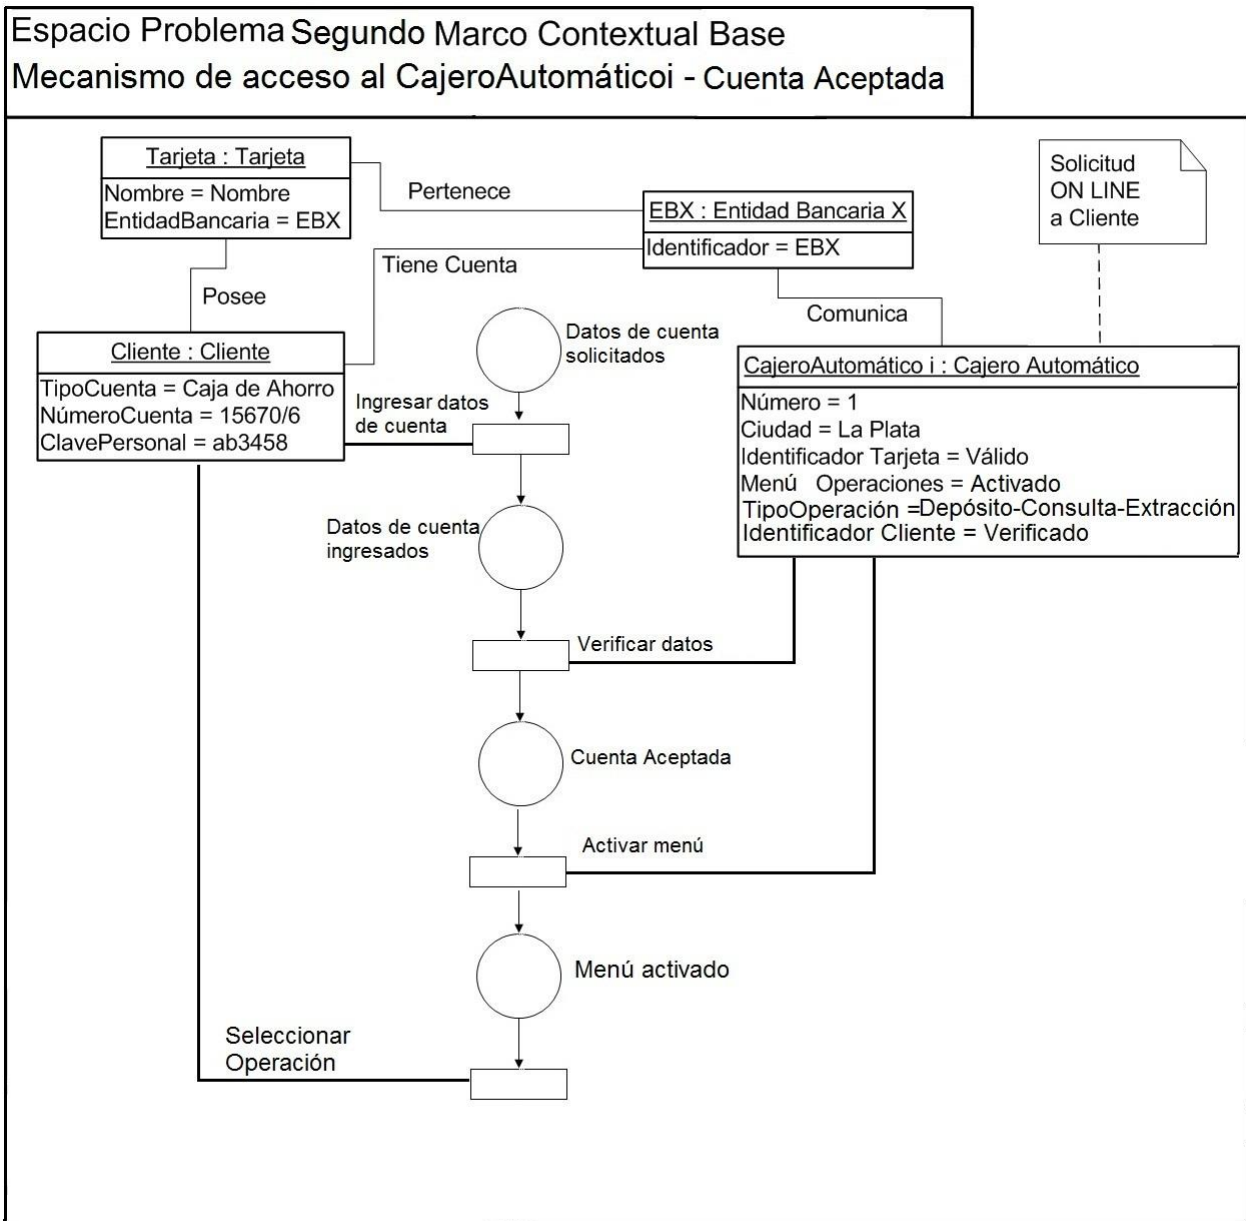 Espacio Problema Segundo Marco Contextual Base
Mecanismo de acceso al CajeroAutomáticoi - Cuenta Aceptada
Tarjeta : Tarjeta
Nombre = Nombre
EntidadBancaria = EBX
Pertenece
EBX : Entidad Bancaria X
Identificador = EBX
Solicitud
ON LINE
a Cliente
Tiene Cuenta
Posee
Comunica
Datos de cuenta
solicitados
Cliente : Cliente
TipoCuenta = Caja de Ahorro
NúmeroCuenta = 15670/6
ClavePersonal = ab3458
Ingresar datos
de cuenta
CajeroAutomático i : Cajero Automático
Número = 1
Ciudad = La Plata
Identificador Tarjeta = Válido
Menú Operaciones = Activado
TipoOperación =Depósito-Consulta-Extracción
Identificador Cliente = Verificado
Datos de cuenta
ingresados
Verificar datos
Cuenta Aceptada
Activar menú
Menú activado
Seleccionar
Operación